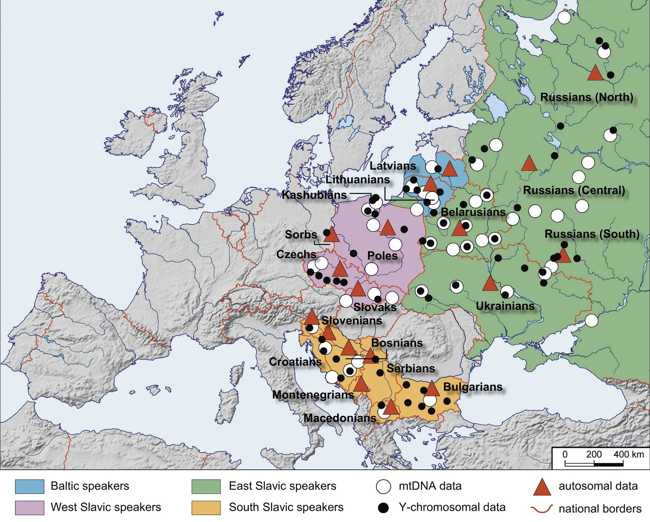 Russians (North)
Latvians
Lithuanians
Kashubians
Russians (Central)
Belarusians
Sorbs
Russians (South)
Czechs
Poles
Slovaks
Ukrainians
Slovenians
Bosnians
Croatians
Serbians
Montenegrians
Bulgarians
Macedonians
0 200 400 km
Baltic speakers
East Slavic speakers
mtDNA data
autosomal data
West Slavic speakers
South Slavic speakers
Y-chromosomal data
national borders